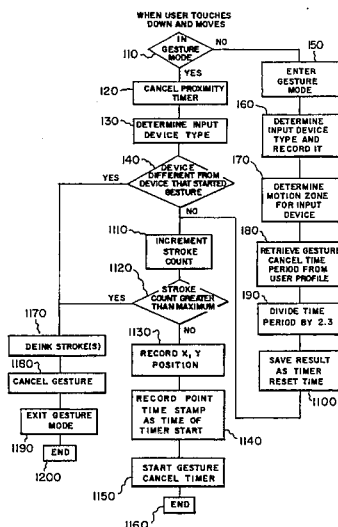 WHEN USER TOUCHES
DOWN AND MOVES
IN
GESTURE
MODE
110
NO
YES
120
CANCEL PROXIMITY
TIMER
130
DETERMINE INPUT
DEVICE TYPE
140
DEVICE
DIFFERENT FROM
DEVICE THAT STARTED
GESTURE
YES
NO
1110
INCREMENT
STROKE
COUNT
1120
STROKE
COUNT GREATER
THAN MAXIMUM
YES
NO
1130
RECORD X, Y
POSITION
RECORD POINT
TIME STAMP
AS TIME OF
TIMER START
1140
1150
START GESTURE
CANCEL TIMER
END
1160
1170
DEINK STROKE(S)
1180
CANCEL GESTURE
EXIT GESTURE
MODE
1190
END
1200
150
ENTER
GESTURE
MODE
160
DETERMINE
INPUT DEVICE
TYPE AND
RECORD IT
170
DETERMINE
MOTION ZONE
FOR INPUT
DEVICE
180
RETRIEVE GESTURE
CANCEL TIME
PERIOD FROM
USER PROFILE
190
DIVIDE TIME
PERIOD BY 2.3
SAVE RESULT
AS TIMER
RESET TIME
1100